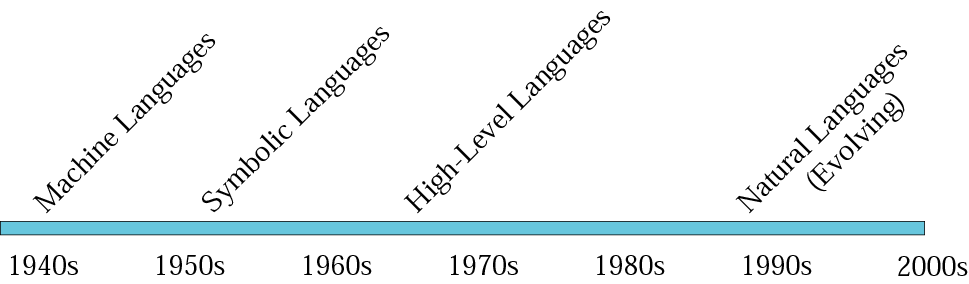 Machine Languages
Symbolic Languages
High-Level Languages
Natural Languages
(Evolving)
1940s 1950s 1960s 1970s 1980s 1990s 2000s